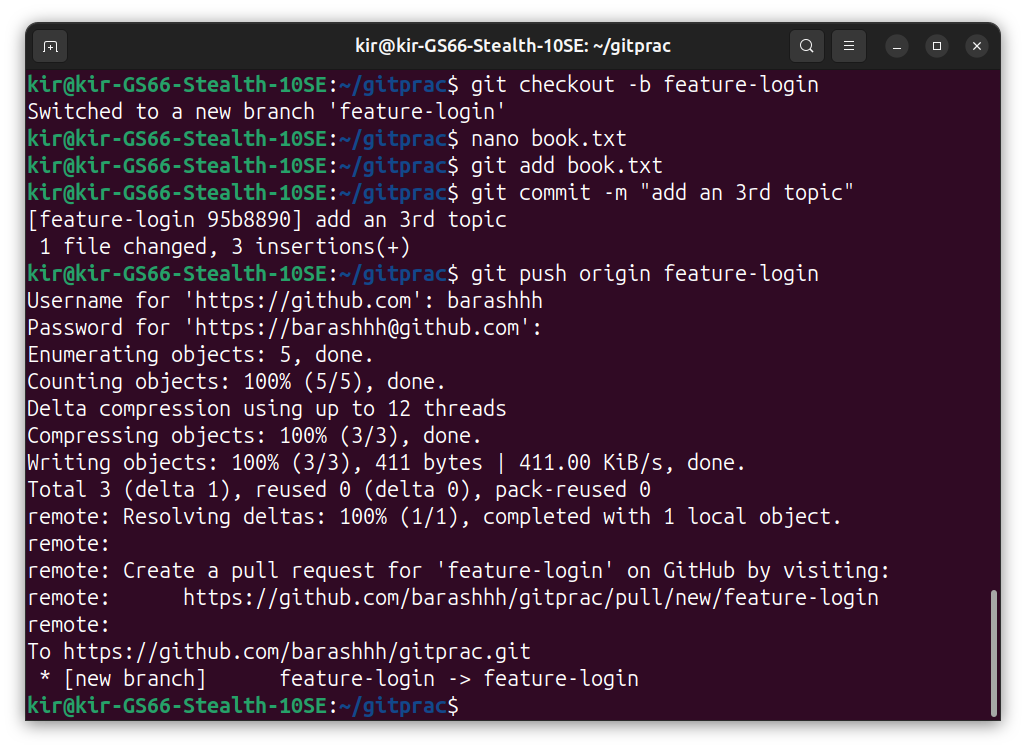 kir@kir-GS66-Stealth-10SE: ~/gitprac
kir@kir-GS66-Stealth-10SE:~/gitprac$ git checkout -b feature-login
Switched to a new branch 'feature-login'
kir@kir-GS66-Stealth-10SE:~/gitprac$ nano book.txt
kir@kir-GS66-Stealth-10SE:~/gitprac$ git add book.txt
kir@kir-GS66-Stealth-10SE:~/gitprac$ git commit -m "add an 3rd topic"
[feature-login 95b8890] add an 3rd topic
 1 file changed, 3 insertions(+)
kir@kir-GS66-Stealth-10SE:~/gitprac$ git push origin feature-login
Username for 'https://github.com': barashhh
Password for 'https://barashhh@github.com':
Enumerating objects: 5, done.
Counting objects: 100% (5/5), done.
Delta compression using up to 12 threads
Compressing objects: 100% (3/3), done.
Writing objects: 100% (3/3), 411 bytes | 411.00 KiB/s, done.
Total 3 (delta 1), reused 0 (delta 0), pack-reused 0
remote: Resolving deltas: 100% (1/1), completed with 1 local object.
remote:
remote: Create a pull request for 'feature-login' on GitHub by visiting:
remote:      https://github.com/barashhh/gitprac/pull/new/feature-login
remote:
To https://github.com/barashhh/gitprac.git
 * [new branch]      feature-login -> feature-login
kir@kir-GS66-Stealth-10SE:~/gitprac$